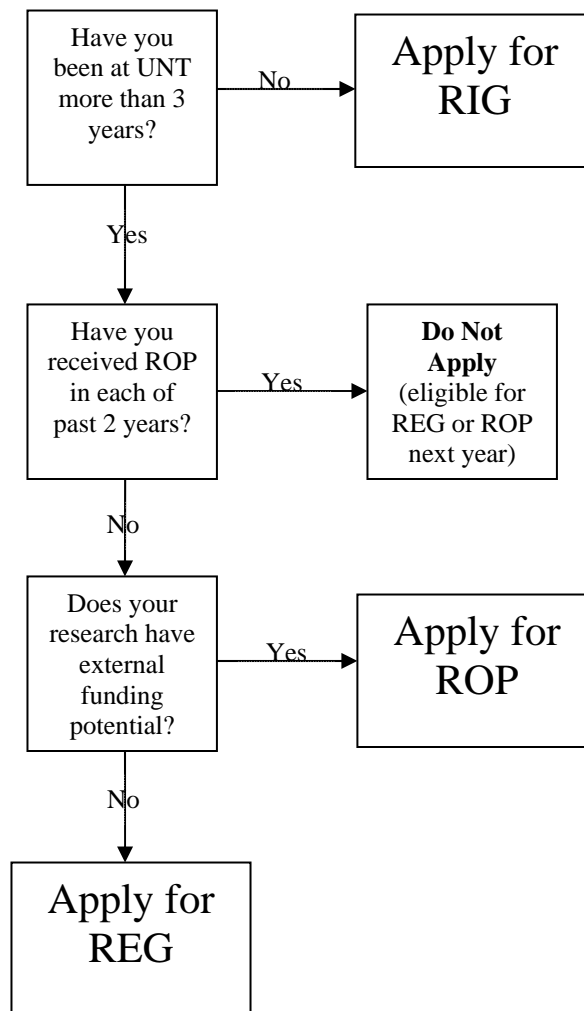 Have you
been at UNT
more than 3
years?
No
Apply for
RIG
Yes
Have you
received ROP
in each of
past 2 years?
Yes
Do Not
Apply
(eligible for
REG or ROP
next year)
No
Does your
research have
external
funding
potential?
Yes
Apply for
ROP
No
Apply for
REG